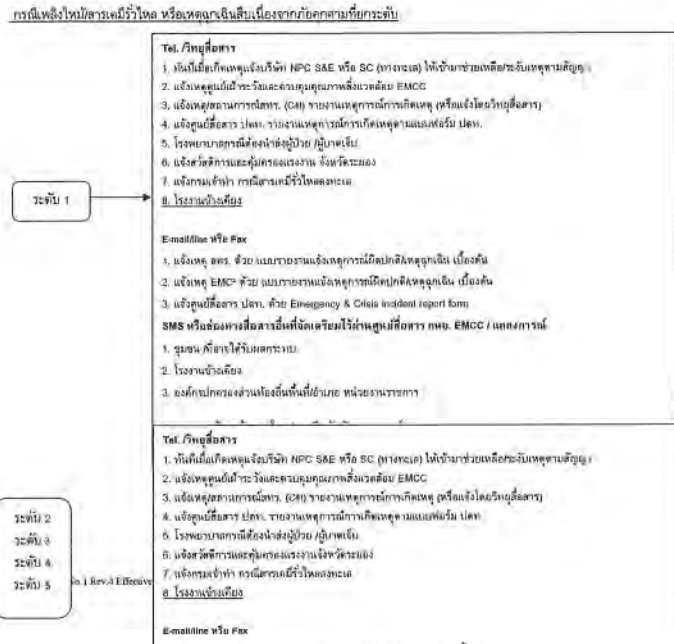 กรณีเพลิงไหม้/สารเคมีรั่วไหล หรือเหตุฉุกเฉินสืบเนื่องจากภัยคุกคามที่ยกระดับ
Tel. /วิทยุสื่อสาร
1. ทันทีเมื่อเกิดเหตุแจ้งบริษัท NPC S&E หรือ SC (ทางทะเล) ให้เข้ามาช่วยเหลือ/ระงับเหตุตามสัญญา
2. แจ้งเหตุศูนย์เฝ้าระวังและควบคุมคุณภาพสิ่งแวดล้อม EMCC
3. แจ้งเหตุ/สถานการณ์สทร. (C4I) รายงานเหตุการณ์การเกิดเหตุ (หรือแจ้งโดยวิทยุสื่อสาร)
4. แจ้งศูนย์สื่อสาร ปตท. รายงานเหตุการณ์การเกิดเหตุตามแบบฟอร์ม ปตท.
5. โรงพยาบาลกรณีต้องนำส่งผู้ป่วย /ผู้บาดเจ็บ
6. แจ้งสวัสดิการและคุ้มครองแรงงาน จังหวัดระยอง
7. แจ้งกรมเจ้าท่า กรณีสารเคมีรั่วไหลลงทะเล
8. โรงงานข้างเคียง
ระดับ 1
E-mail/line หรือ Fax
1. แจ้งเหตุ สทร. ด้วย แบบรายงานแจ้งเหตุการณ์ผิดปกติ/เหตุฉุกเฉิน เบื้องต้น
2. แจ้งเหตุ EMC² ด้วย แบบรายงานแจ้งเหตุการณ์ผิดปกติ/เหตุฉุกเฉิน เบื้องต้น
3. แจ้งศูนย์สื่อสาร ปตท. ด้วย Emergency & Crisis incident report form
SMS หรือช่องทางสื่อสารอื่นที่จัดเตรียมไว้ผ่านศูนย์สื่อสาร กนอ. EMCC / แถลงการณ์
1. ชุมชน ที่อาจได้รับผลกระทบ
2. โรงงานข้างเคียง
3. องค์กรปกครองส่วนท้องถิ่นพื้นที่/อำเภอ หน่วยงานราชการ
Tel. /วิทยุสื่อสาร
1. ทันทีเมื่อเกิดเหตุแจ้งบริษัท NPC S&E หรือ SC (ทางทะเล) ให้เข้ามาช่วยเหลือ/ระงับเหตุตามสัญญา
2. แจ้งเหตุศูนย์เฝ้าระวังและควบคุมคุณภาพสิ่งแวดล้อม EMCC
3. แจ้งเหตุ/สถานการณ์สทร. (C4I) รายงานเหตุการณ์การเกิดเหตุ (หรือแจ้งโดยวิทยุสื่อสาร)
4. แจ้งศูนย์สื่อสาร ปตท. รายงานเหตุการณ์การเกิดเหตุตามแบบฟอร์ม ปตท
5. โรงพยาบาลกรณีต้องนำส่งผู้ป่วย /ผู้บาดเจ็บ
6. แจ้งสวัสดิการและคุ้มครองแรงงานจังหวัดระยอง
7. แจ้งกรมเจ้าท่า กรณีสารเคมีรั่วไหลลงทะเล
8. โรงงานข้างเคียง
ระดับ 2
ระดับ 3
ระดับ 4
ระดับ 5
No.1 Rev.4 Effective
E-mail/line หรือ Fax